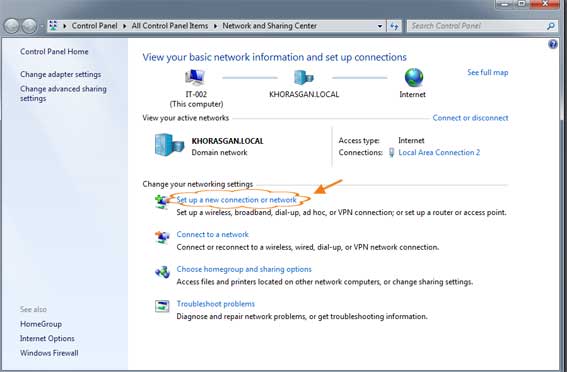 Control Panel ▸ All Control Panel Items ▸ Network and Sharing Center
Search Control Panel
Control Panel Home
Change adapter settings
Change advanced sharing
settings
See also
HomeGroup
Internet Options
Windows Firewall
View your basic network information and set up connections
See full map
IT-002
(This computer)
KHORASGAN.LOCAL
Internet
View your active networks
Connect or disconnect
KHORASGAN.LOCAL
Domain network
Access type: Internet
Connections: Local Area Connection 2
Change your networking settings
Set up a new connection or network
Set up a wireless, broadband, dial-up, ad hoc, or VPN connection; or set up a router or access point.
Connect to a network
Connect or reconnect to a wireless, wired, dial-up, or VPN network connection.
Choose homegroup and sharing options
Access files and printers located on other network computers, or change sharing settings.
Troubleshoot problems
Diagnose and repair network problems, or get troubleshooting information.